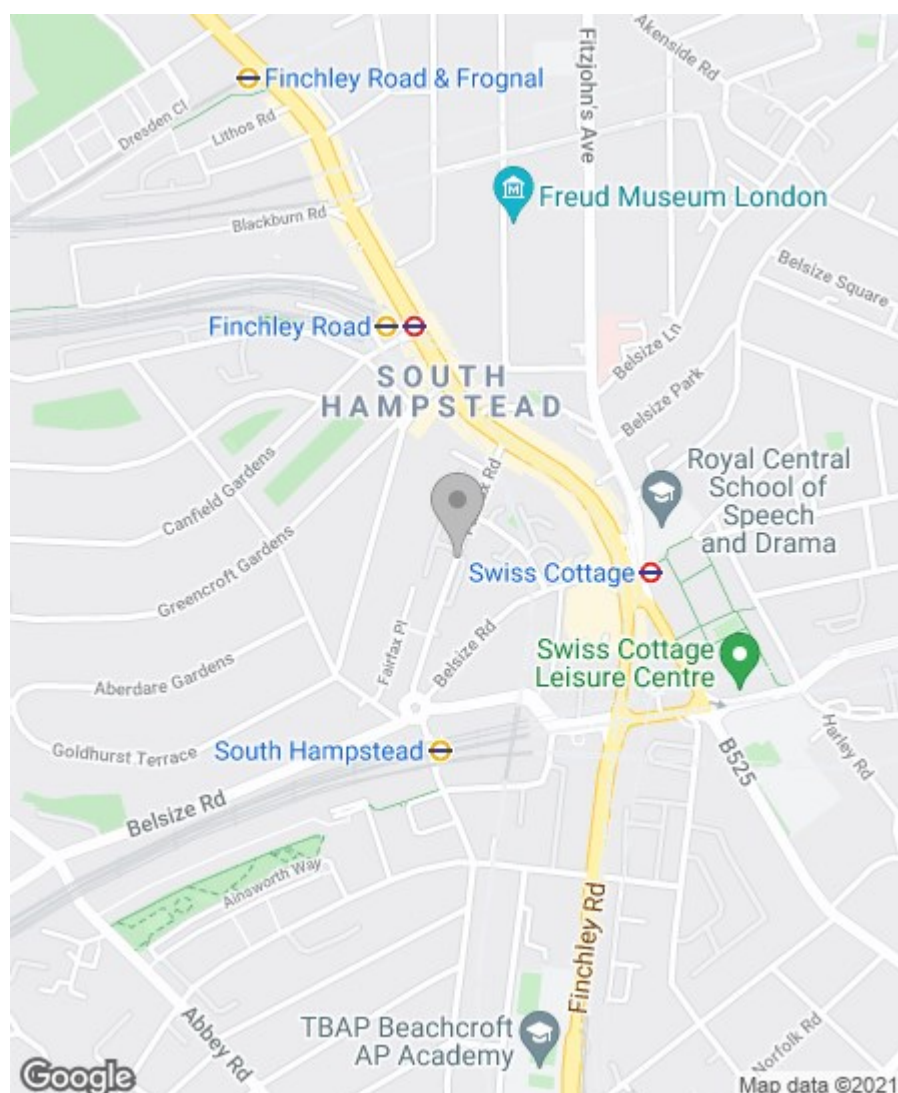 Akenside Rd
Fitzjohn's Ave
Finchley Road & Frognal
Dresden Cl
Lithos Rd
Freud Museum London
Blackburn Rd
Belsize Square
Finchley Road
Belsize Ln
SOUTH
HAMPSTEAD
Belsize Park
Canfield Gardens
Rd
Royal Central
School of
Speech
and Drama
Greencroft Gardens
Swiss Cottage
Fairfax Pl
Belsize Rd
Swiss Cottage
Leisure Centre
Aberdare Gardens
Goldhurst Terrace
South Hampstead
Harley Rd
B525
Belsize Rd
Ainsworth Way
Finchley Rd
Abbey Rd
TBAP Beachcroft
AP Academy
Norfolk Rd
Google
Map data ©2021